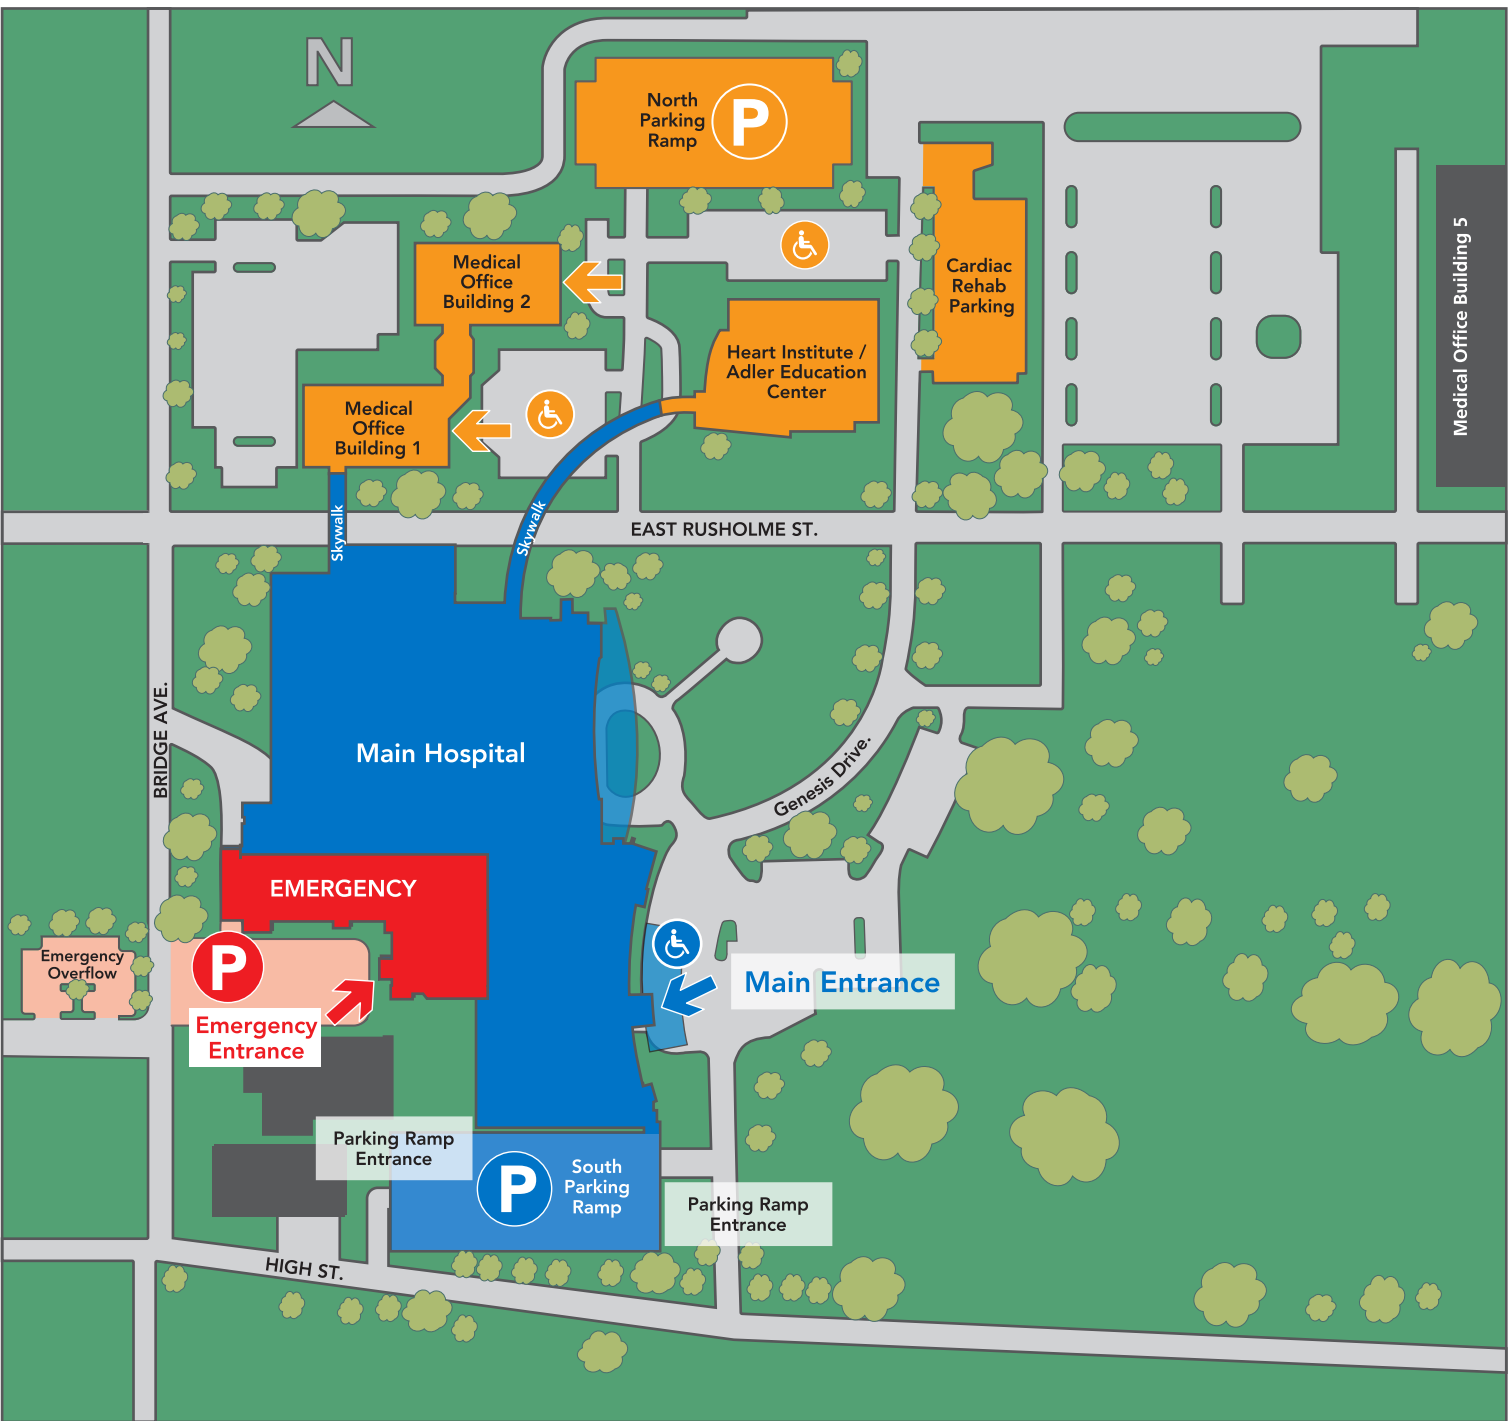 N
North
Parking
Ramp
P
Medical
Office
Building 2
Cardiac
Rehab
Parking
Medical Office Building 5
Heart Institute /
Adler Education
Center
Medical
Office
Building 1
Skywalk
Skywalk
EAST RUSHOLME ST.
BRIDGE AVE.
Main Hospital
Genesis Drive.
EMERGENCY
Emergency
Overflow
P
Main Entrance
Emergency
Entrance
Parking Ramp
Entrance
P
South
Parking
Ramp
Parking Ramp
Entrance
HIGH ST.